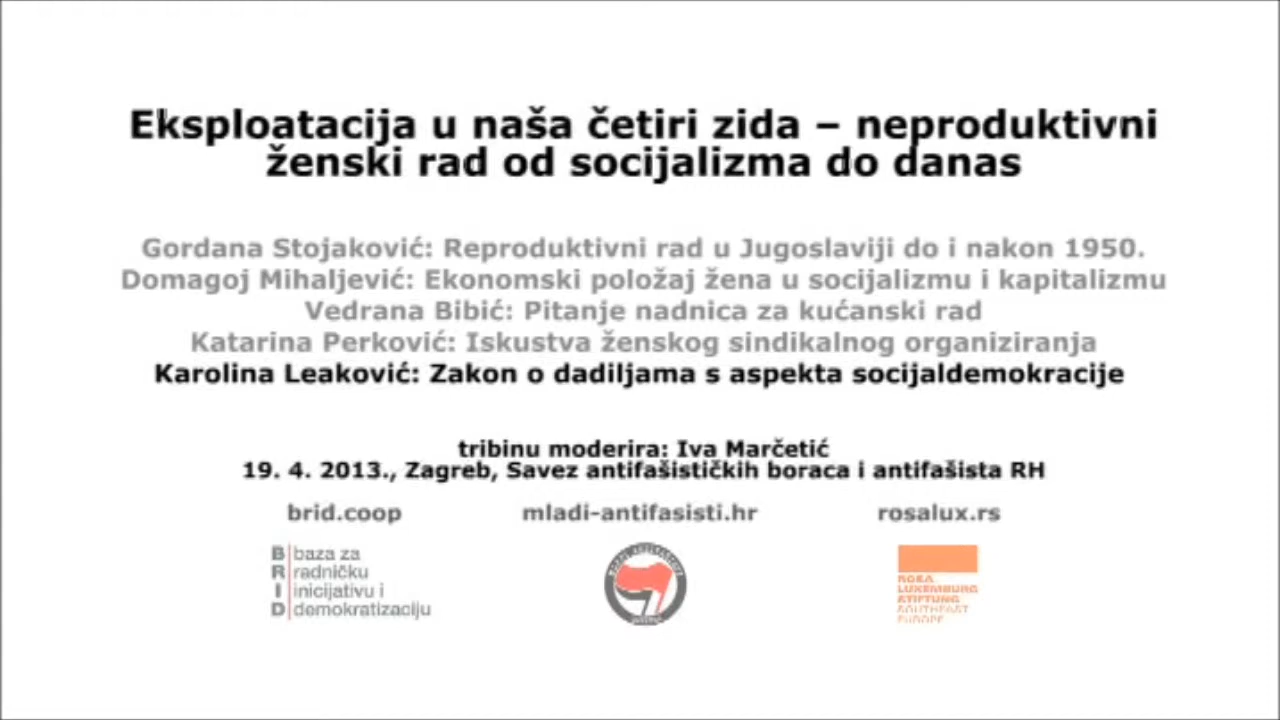 Eksploatacija u naša četiri zida – neproduktivni
ženski rad od socijalizma do danas
Gordana Stojaković: Reproduktivni rad u Jugoslaviji do i nakon 1950.
Domagoj Mihaljević: Ekonomski položaj žena u socijalizmu i kapitalizmu
Vedrana Bibić: Pitanje nadnica za kućanski rad
Katarina Perković: Iskustva ženskog sindikalnog organiziranja
Karolina Leaković: Zakon o dadiljama s aspekta socijaldemokracije
tribinu moderira: Iva Marčetić
19. 4. 2013., Zagreb, Savez antifašističkih boraca i antifašista RH
brid.coop
mladi-antifasisti.hr
rosalux.rs
B baza za
R radničku
I inicijativu i
D demokratizaciju
ROSA
LUXEMBURG
STIFTUNG
SOUTHEAST
EUROPE